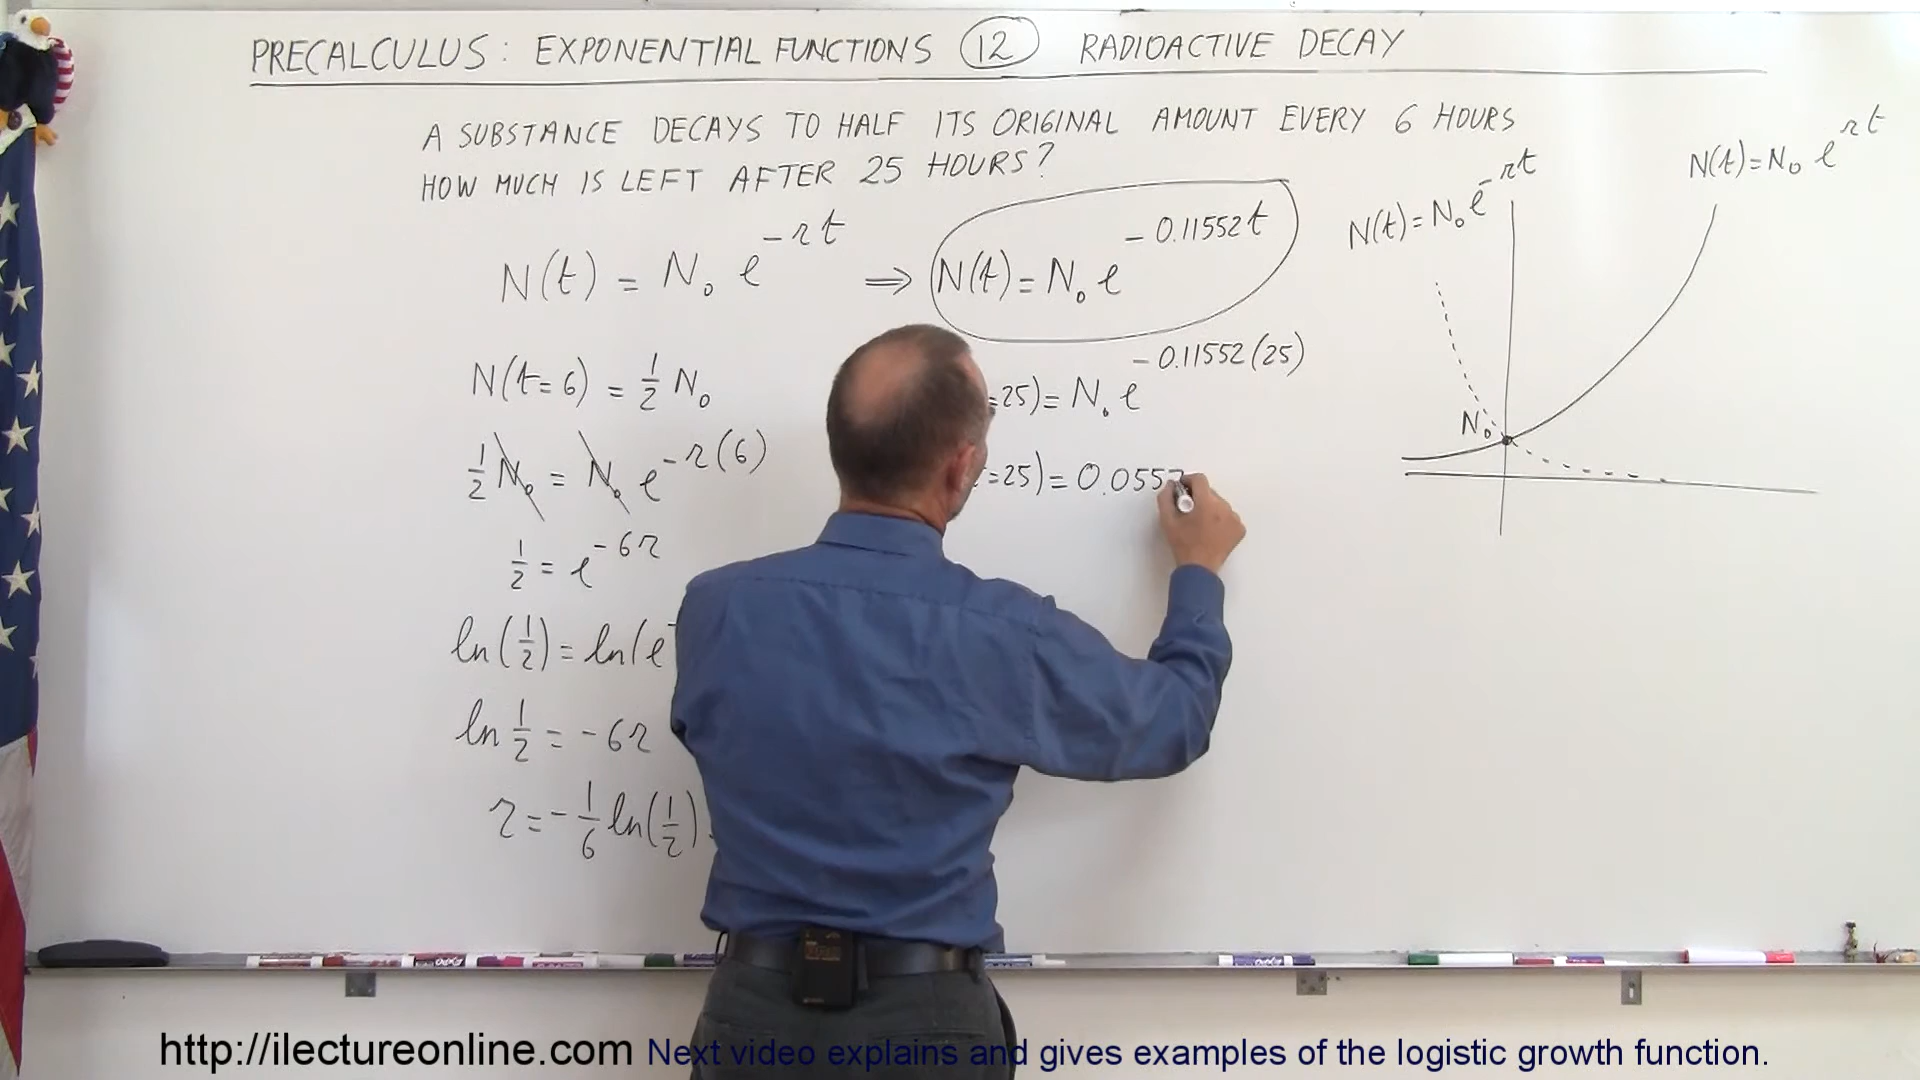 PRECALCULUS: EXPONENTIAL FUNCTIONS 12 RADIOACTIVE DECAY
A SUBSTANCE DECAYS TO HALF ITS ORIGINAL AMOUNT EVERY 6 HOURS
HOW MUCH IS LEFT AFTER 25 HOURS?
N(t) = N₀ e^(-rt) ⟹ N(t) = N₀ e^(-0.11552t)
N(t=6) = 1/2 N₀
1/2 N₀ = N₀ e^(-r(6))
1/2 = e^(-6r)
ln(1/2) = ln(e^-
ln 1/2 = -6r
r = -1/6 ln(1/2)
=25) = N₀ e^(-0.11552(25))
=25) = 0.055
N(t) = N₀ e^(-rt)
N(t) = N₀ e^(rt)
N₀
http://ilectureonline.com Next video explains and gives examples of the logistic growth function.